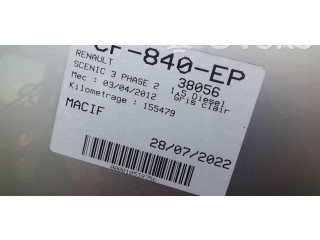 CF-840-EP
RENAULT 38056
SCENIC 3 PHASE 2 1.5 Diesel
Mec : 03/04/2012 Gris clair
Kilometrage : 155479
MACIF
28/07/2022